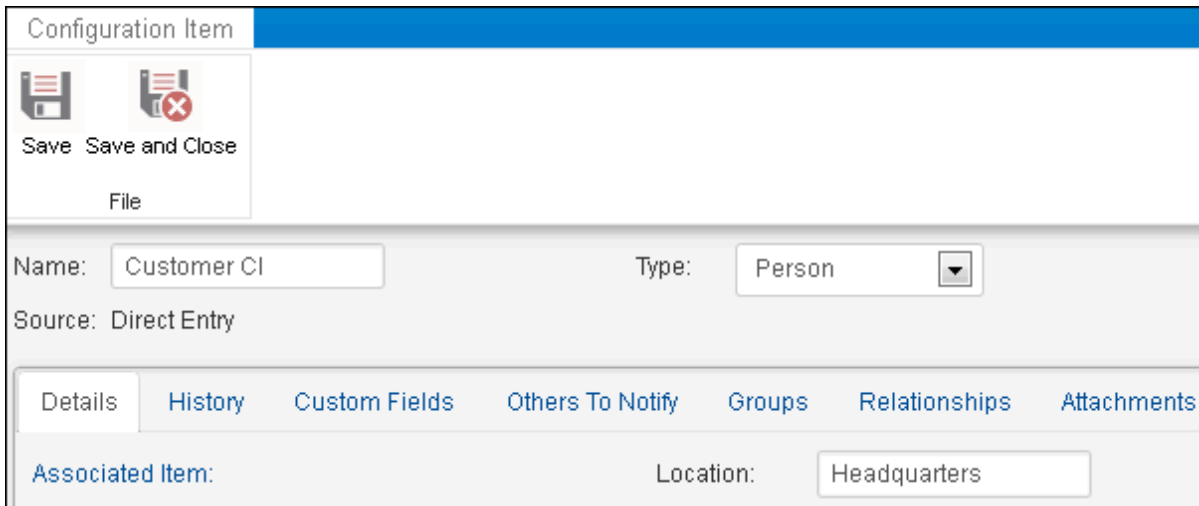 Configuration Item
Save Save and Close
File
Name: Customer CI Type: Person
Source: Direct Entry
Details History Custom Fields Others To Notify Groups Relationships Attachments
Associated Item: Location: Headquarters